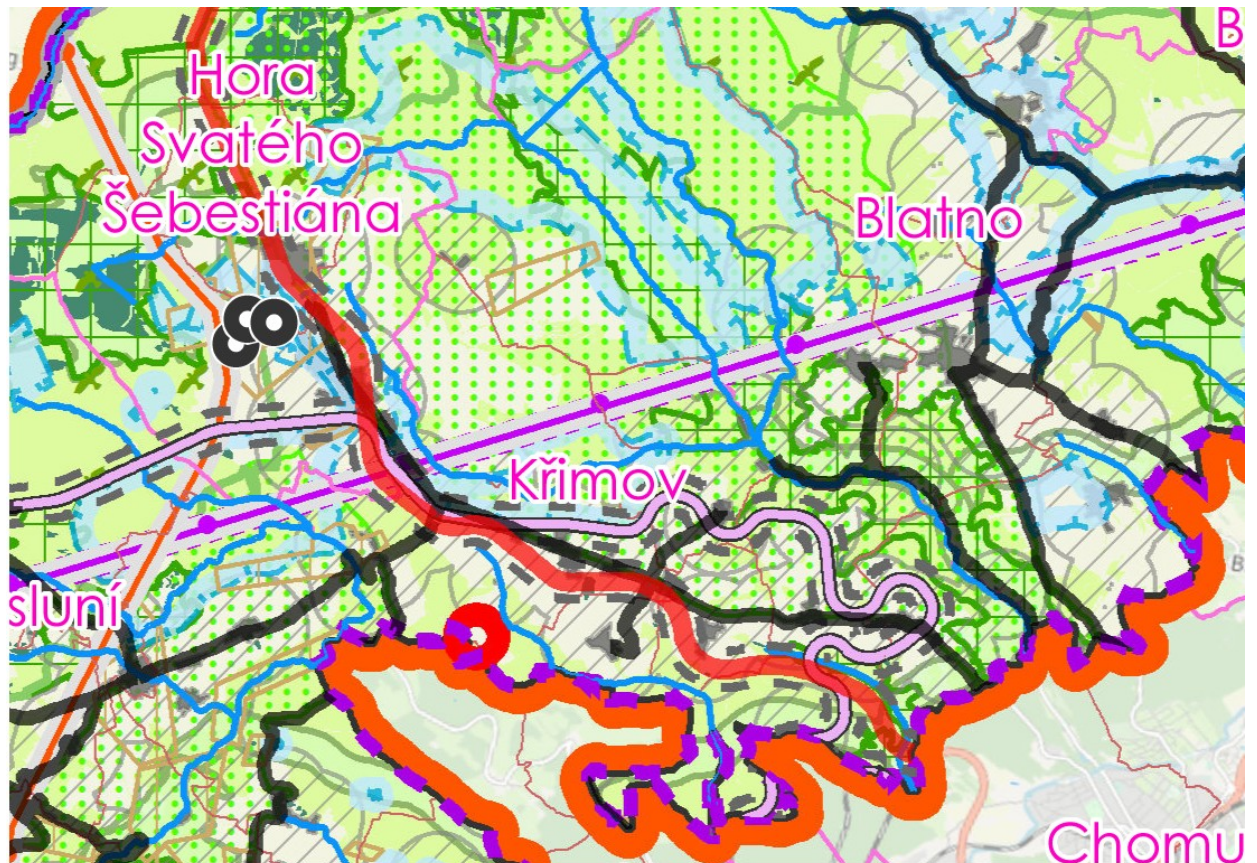 B
Hora
Svatého
Šebestiána
Blatno
Křimov
sluní
Chomu